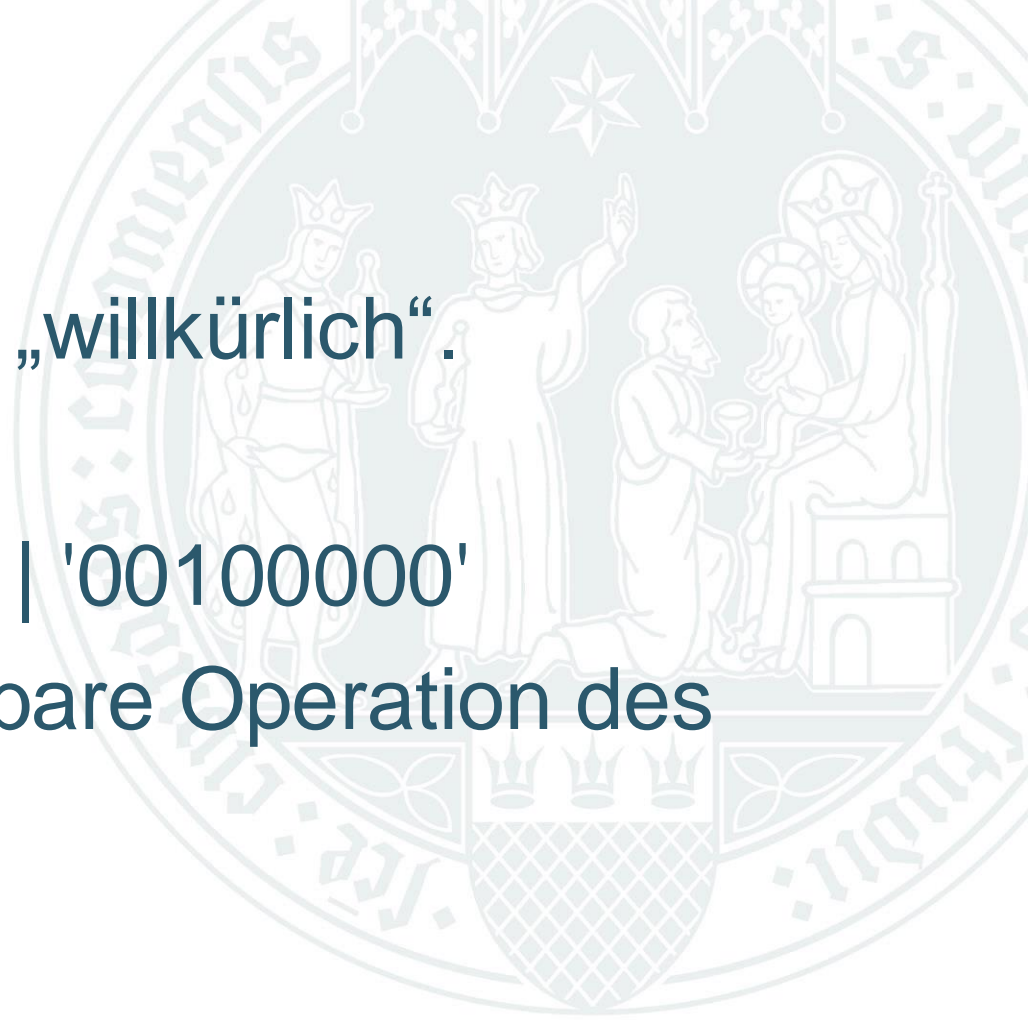 „willkürlich“.
| '00100000'
bare Operation des